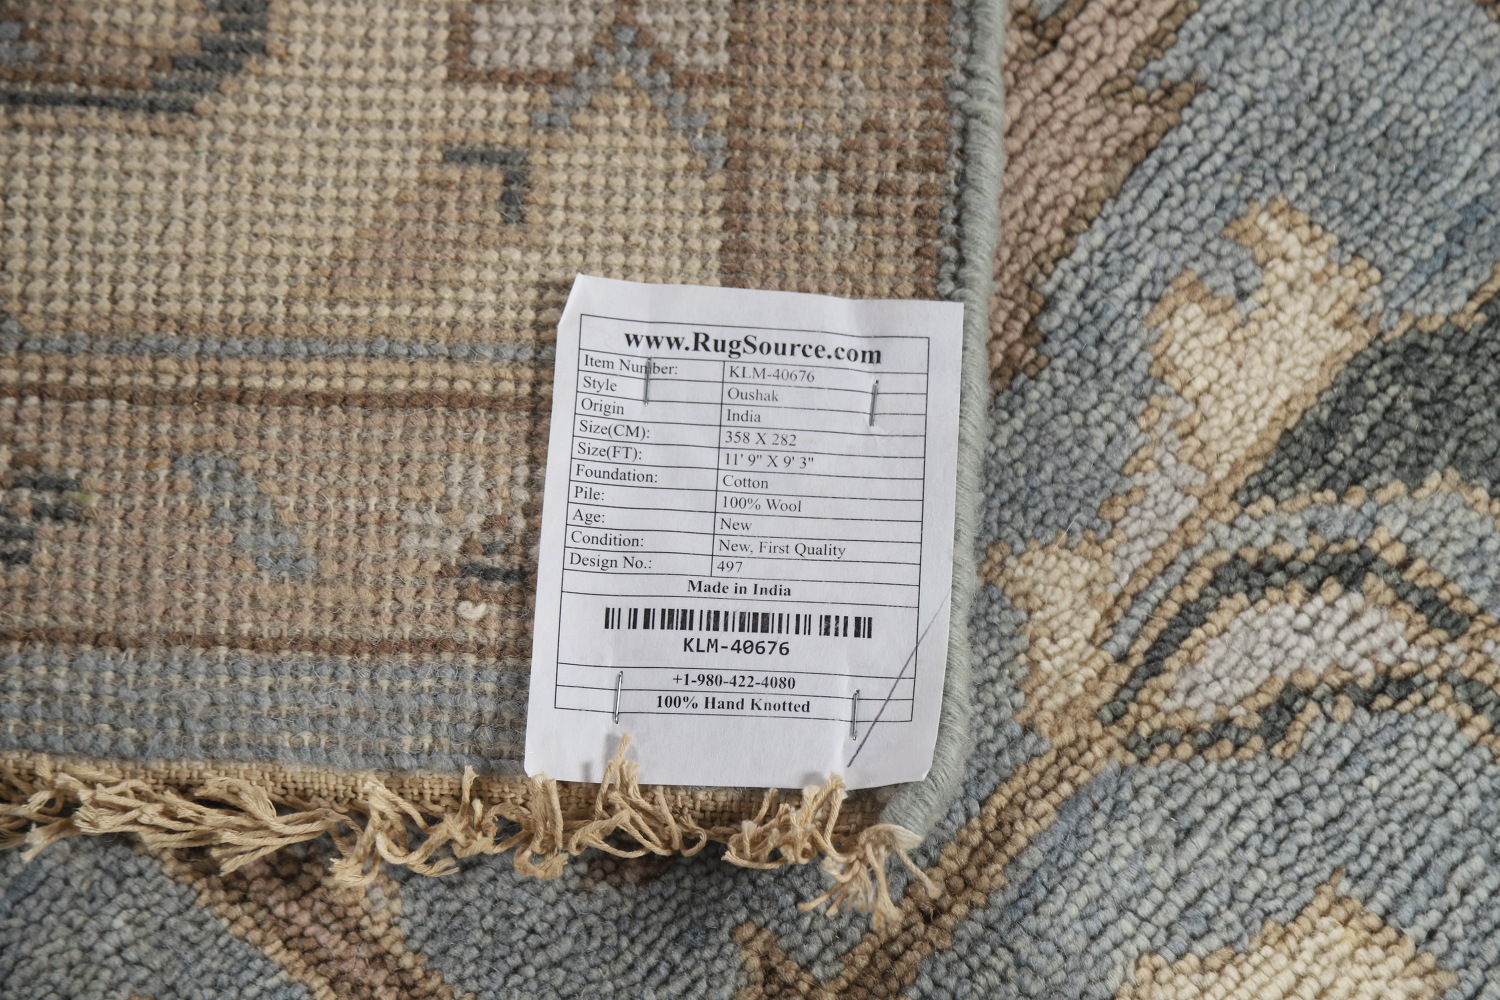 www.RugSource.com
Item Number: KLM-40676
Style Oushak
Origin India
Size(CM): 358 X 282
Size(FT): 11' 9" X 9' 3"
Foundation: Cotton
Pile: 100% Wool
Age: New
Condition: New, First Quality
Design No.: 497
Made in India
KLM-40676
+1-980-422-4080
100% Hand Knotted